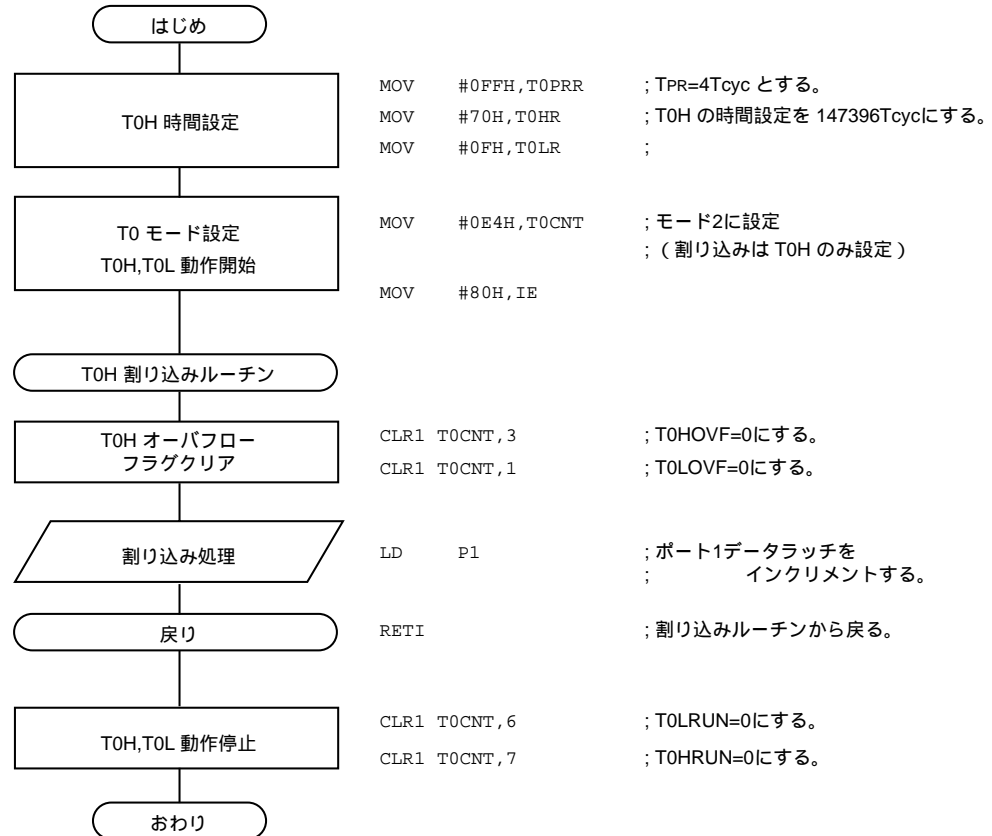 はじめ
T0H 時間設定
MOV #0FFH,T0PRR ; TPR=4Tcyc とする。
MOV #70H,T0HR ; T0H の時間設定を 147396Tcycにする。
MOV #0FH,T0LR ;
T0 モード設定
T0H,T0L 動作開始
MOV #0E4H,T0CNT ; モード2に設定
; ( 割り込みは T0H のみ設定 )
MOV #80H,IE
T0H 割り込みルーチン
T0H オーバフロー
フラグクリア
CLR1 T0CNT,3 ; T0HOVF=0にする。
CLR1 T0CNT,1 ; T0LOVF=0にする。
割り込み処理
LD P1 ; ポート1データラッチを
; インクリメントする。
戻り
RETI ; 割り込みルーチンから戻る。
T0H,T0L 動作停止
CLR1 T0CNT,6 ; T0LRUN=0にする。
CLR1 T0CNT,7 ; T0HRUN=0にする。
おわり